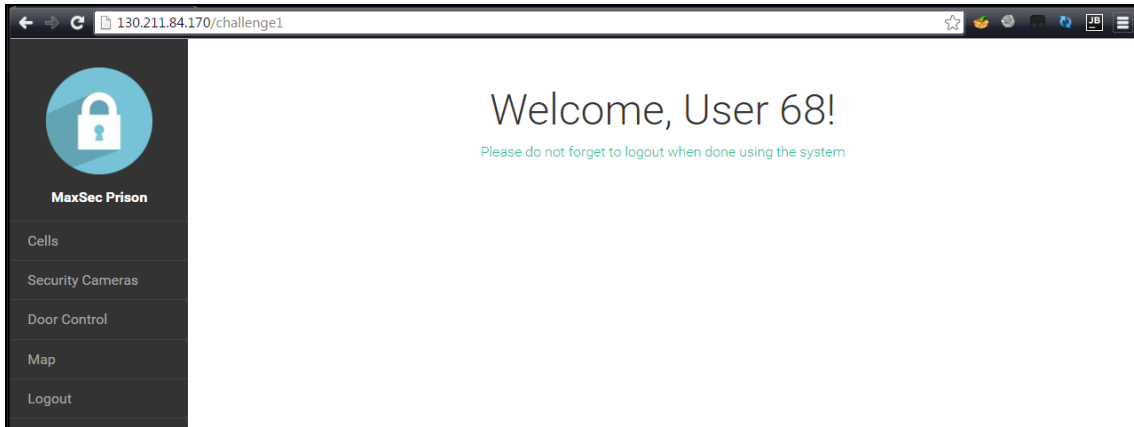 130.211.84.170/challenge1
JB
MaxSec Prison
Cells
Security Cameras
Door Control
Map
Logout
Welcome, User 68!
Please do not forget to logout when done using the system